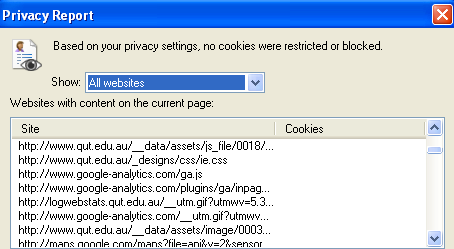 Privacy Report
Based on your privacy settings, no cookies were restricted or blocked.
Show: All websites
Websites with content on the current page:
Site Cookies
http://www.qut.edu.au/__data/assets/js_file/0018/...
http://www.qut.edu.au/_designs/css/ie.css
http://www.google-analytics.com/ga.js
http://www.google-analytics.com/plugins/ga/inpag...
http://logwebstats.qut.edu.au/__utm.gif?utmwv=5.3...
http://www.google-analytics.com/__utm.gif?utmwv=...
http://www.qut.edu.au/__data/assets/image/0003...
http://maps.google.com/maps?file=api&v=2&sensor...